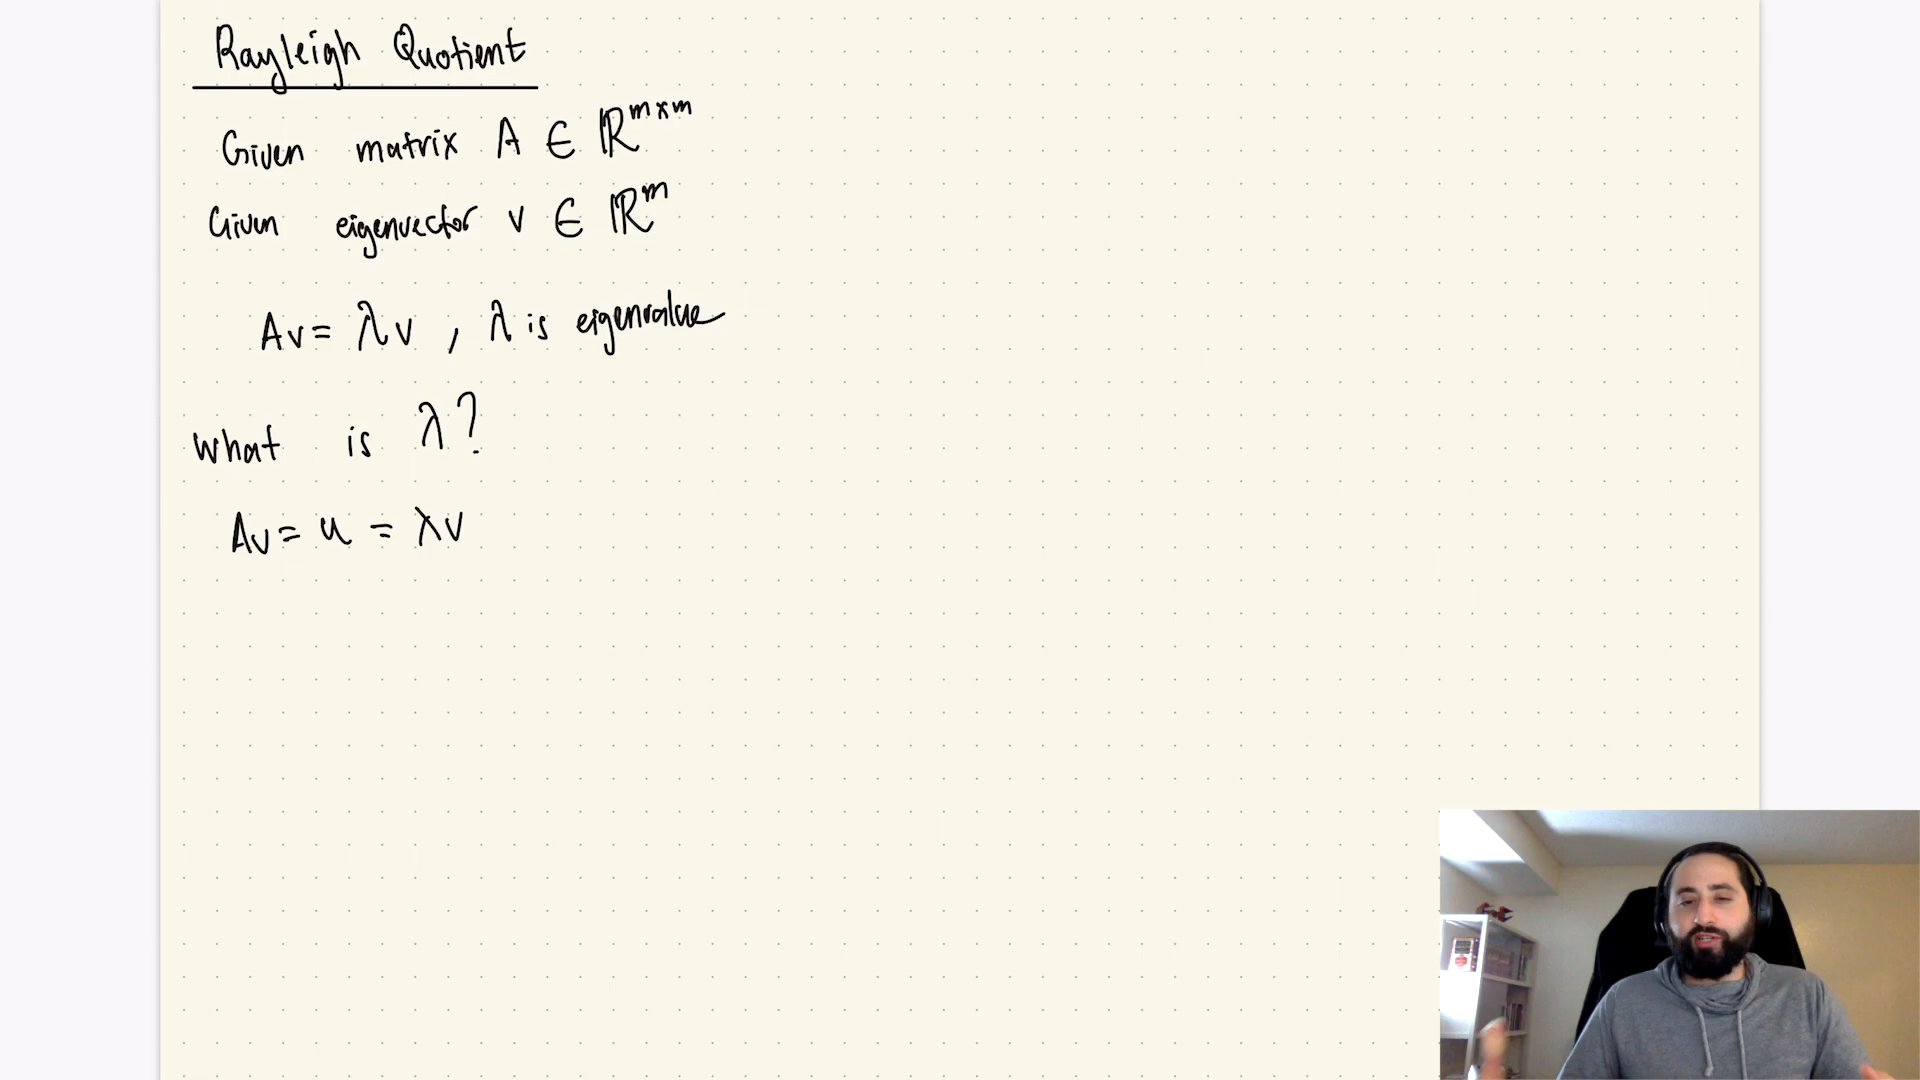 Rayleigh Quotient
Given matrix A ∈ ℝ^{m×m}
Given eigenvector v ∈ ℝ^m
Av = λv , λ is eigenvalue
What is λ?
Av = u = λv